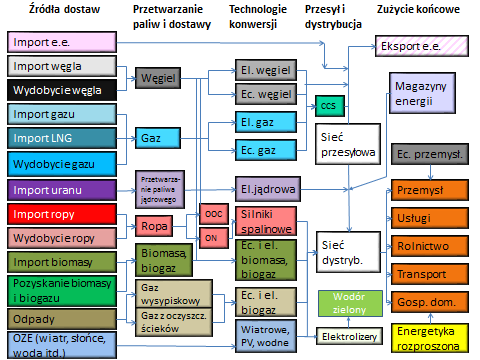 Źródła dostaw
Przetwarzanie
paliw i dostawy
Technologie
konwersji
Przesył i
dystrybucja
Zużycie końcowe
Import e.e.
Import węgla
Wydobycie węgla
Import gazu
Import LNG
Wydobycie gazu
Import uranu
Import ropy
Wydobycie ropy
Import biomasy
Pozyskanie biomasy
i biogazu
Odpady
OZE (wiatr, słońce,
woda itd.)
Węgiel
Gaz
Przetwarza-
nie paliwa
jądrowego
Ropa
OOC
ON
Biomasa,
biogaz
Gaz
wysypiskowy
Gaz z oczyszcz.
ścieków
El. węgiel
Ec. węgiel
El. gaz
Ec. gaz
El.jądrowa
Silniki
spalinowe
Ec. i el.
biomasa,
biogaz
Ec. i el.
biogaz
Wiatrowe,
PV, wodne
CCS
Sieć
przesyłowa
Sieć
dystryb.
Wodór
zielony
Elektrolizery
Eksport e.e.
Magazyny
energii
Ec. przemysł.
Przemysł
Usługi
Rolnictwo
Transport
Gosp. dom.
Energetyka
rozproszona